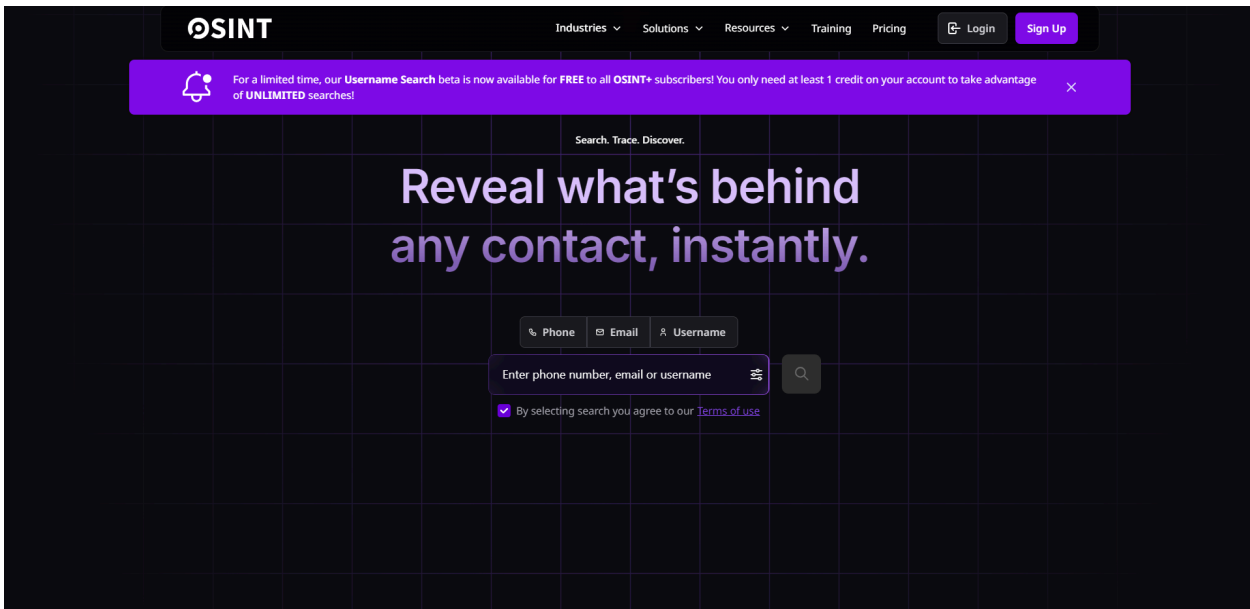 OSINT
Industries
Solutions
Resources
Training
Pricing
Login
Sign Up
For a limited time, our Username Search beta is now available for FREE to all OSINT+ subscribers! You only need at least 1 credit on your account to take advantage
of UNLIMITED searches!
Search. Trace. Discover.
Reveal what's behind
any contact, instantly.
Phone
Email
Username
Enter phone number, email or username
By selecting search you agree to our Terms of use